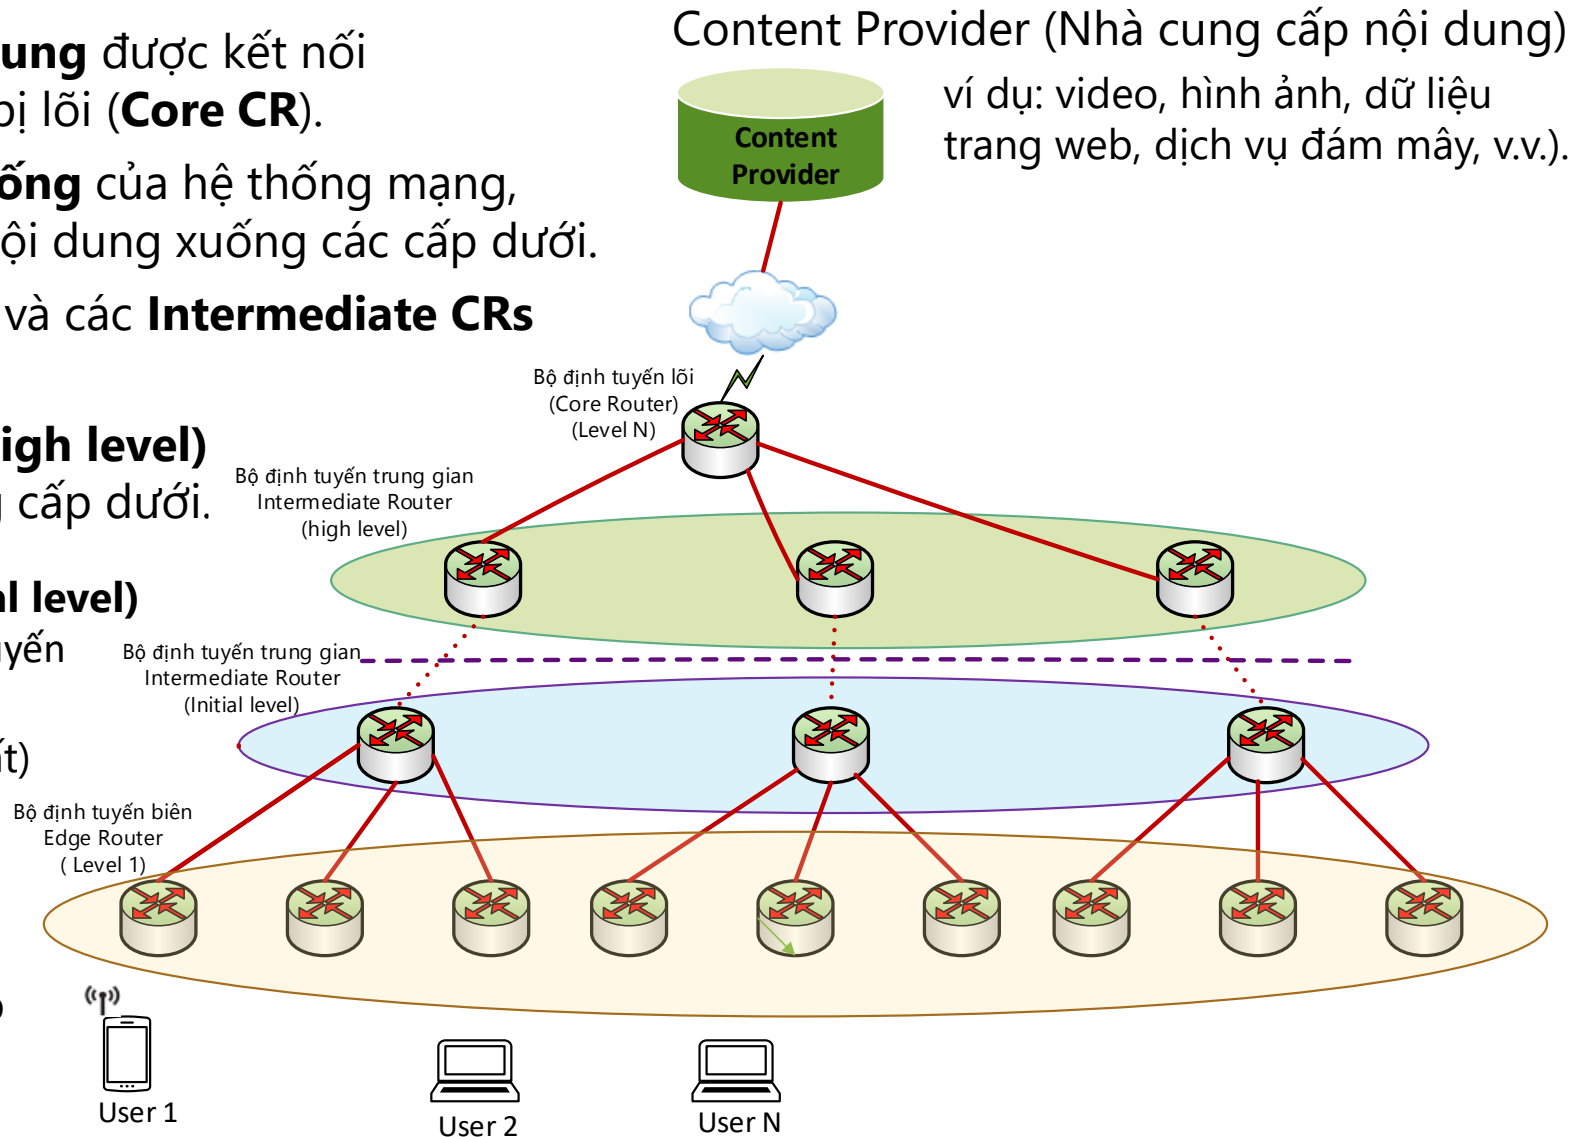 ung được kết nối
bị lõi (Core CR).
ống của hệ thống mạng,
ội dung xuống các cấp dưới.
và các Intermediate CRs
igh level)
g cấp dưới.
al level)
yến
ất)
Content Provider (Nhà cung cấp nội dung)
ví dụ: video, hình ảnh, dữ liệu
trang web, dịch vụ đám mây, v.v.).
Content
Provider
Bộ định tuyến lõi
(Core Router)
(Level N)
Bộ định tuyến trung gian
Intermediate Router
(high level)
Bộ định tuyến trung gian
Intermediate Router
(Initial level)
Bộ định tuyến biên
Edge Router
( Level 1)
User 1
User 2
User N